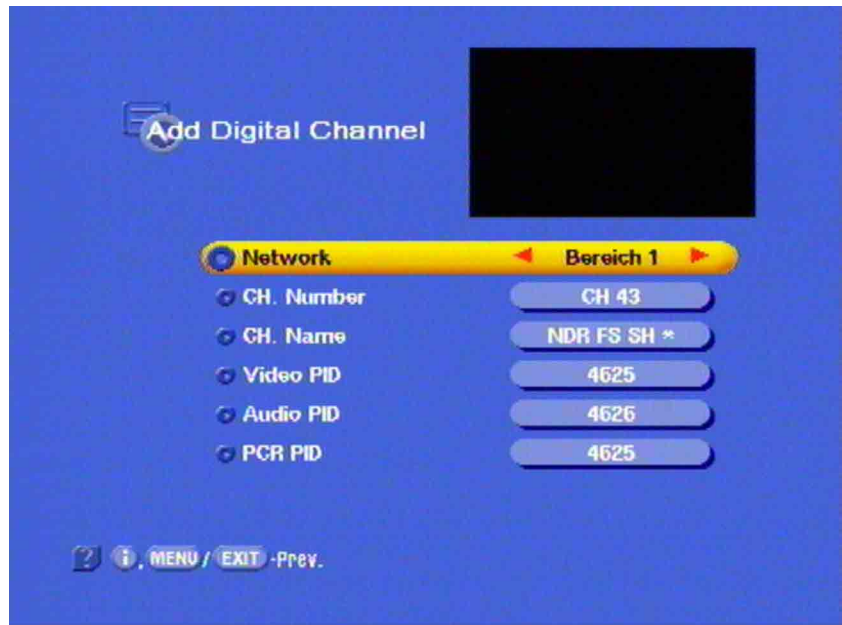 Add Digital Channel
Network Bereich 1
CH. Number CH 43
CH. Name NDR FS SH *
Video PID 4625
Audio PID 4626
PCR PID 4625
? i, MENU / EXIT -Prev.